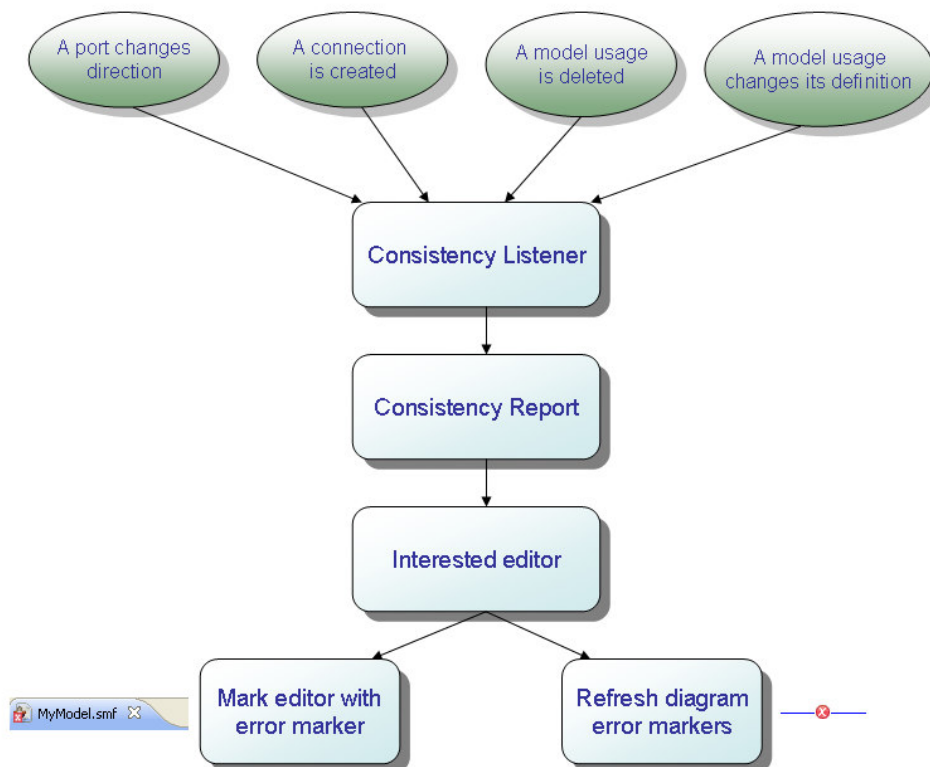 A port changes
direction
A connection
is created
A model usage
is deleted
A model usage
changes its definition
Consistency Listener
Consistency Report
Interested editor
Mark editor with
error marker
Refresh diagram
error markers
MyModel.smf